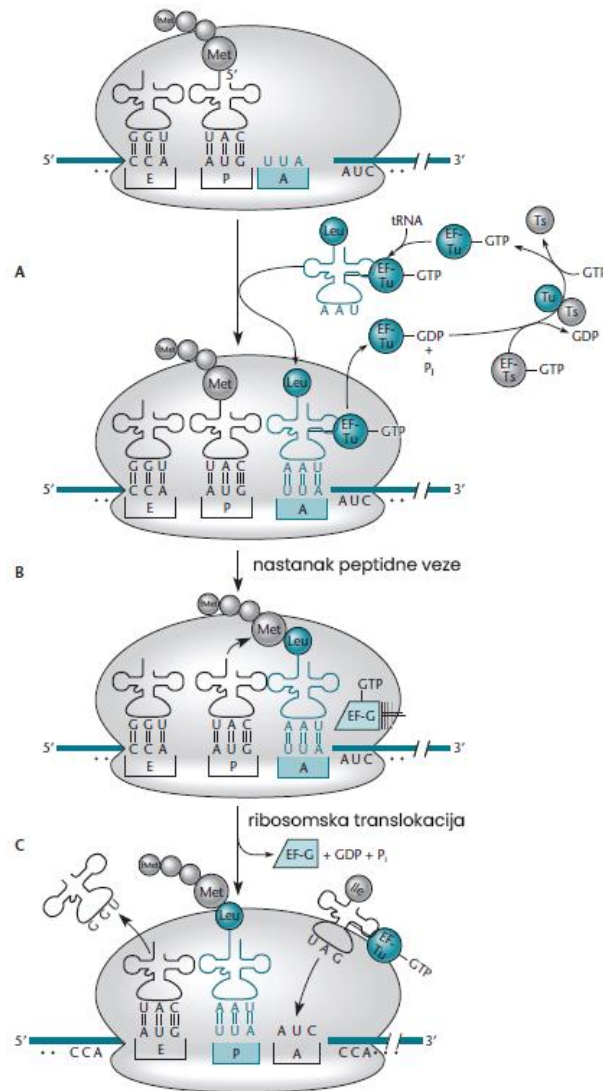 fMet
Met
5′
G G U U A C
5′ C C A A U G U U A A U C 3′
E P A
A
Leu
tRNA
EF-Tu
GTP
EF-Tu
GTP
A A U
Ts
GTP
Tu
Ts
GDP
EF-Tu
GDP
+
Pi
EF-Ts
GTP
fMet
Met
Leu
EF-Tu
GTP
G G U U A C A A U
5′ C C A A U G U U A A U C 3′
E P A
B
nastanak peptidne veze
fMet
Met
Leu
GTP
EF-G
G G U U A C A A U
5′ C C A A U G U U A A U C 3′
E P A
ribosomska translokacija
C
EF-G + GDP + Pi
fMet
Met
Leu
Ile
U A G
EF-Tu
GTP
U A C A A U
A U G U U A A U C
5′ C C A E P A C C A 3′